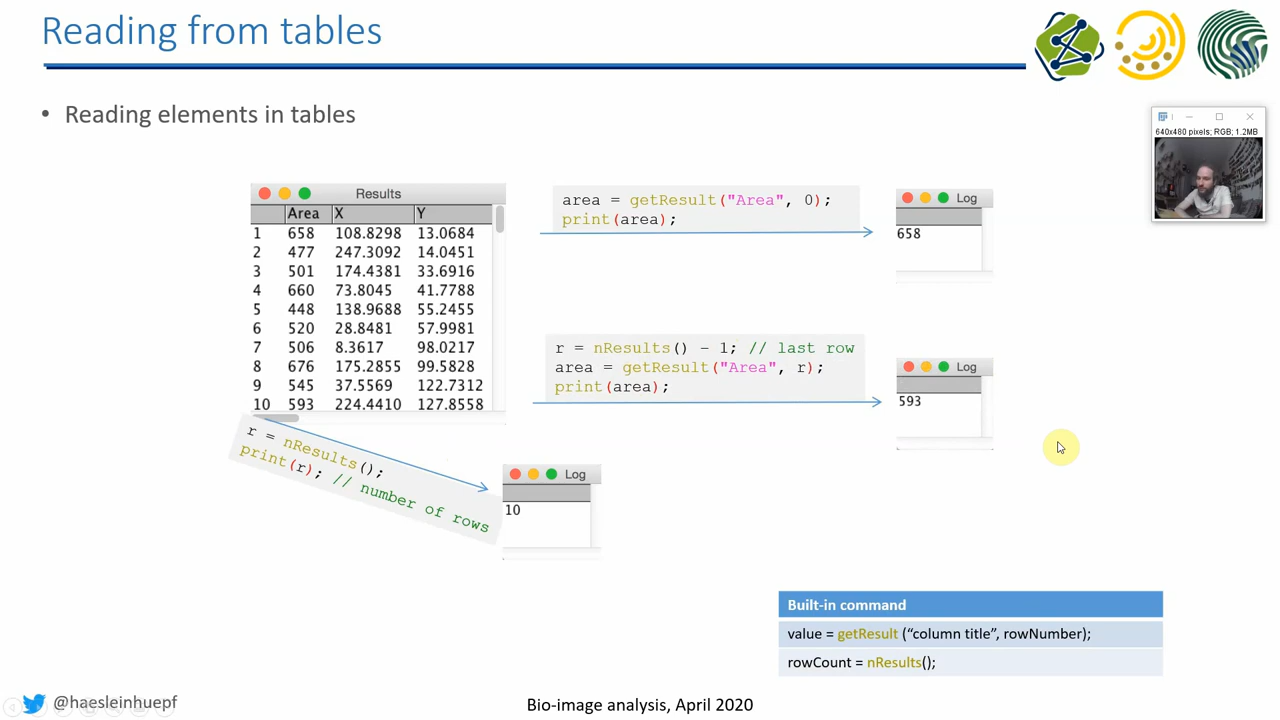 Reading from tables
• Reading elements in tables
640x480 pixels; RGB; 1.2MB
Results
Area X Y
1 658 108.8298 13.0684
2 477 247.3092 14.0451
3 501 174.4381 33.6916
4 660 73.8045 41.7788
5 448 138.9688 55.2455
6 520 28.8481 57.9981
7 506 8.3617 98.0217
8 676 175.2855 99.5828
9 545 37.5569 122.7312
10 593 224.4410 127.8558
area = getResult("Area", 0);
print(area);
Log
658
r = nResults() – 1; // last row
area = getResult("Area", r);
print(area);
Log
593
r = nResults();
print(r); // number of rows
Log
10
Built-in command
value = getResult (“column title”, rowNumber);
rowCount = nResults();
@haesleinhuepf
Bio-image analysis, April 2020